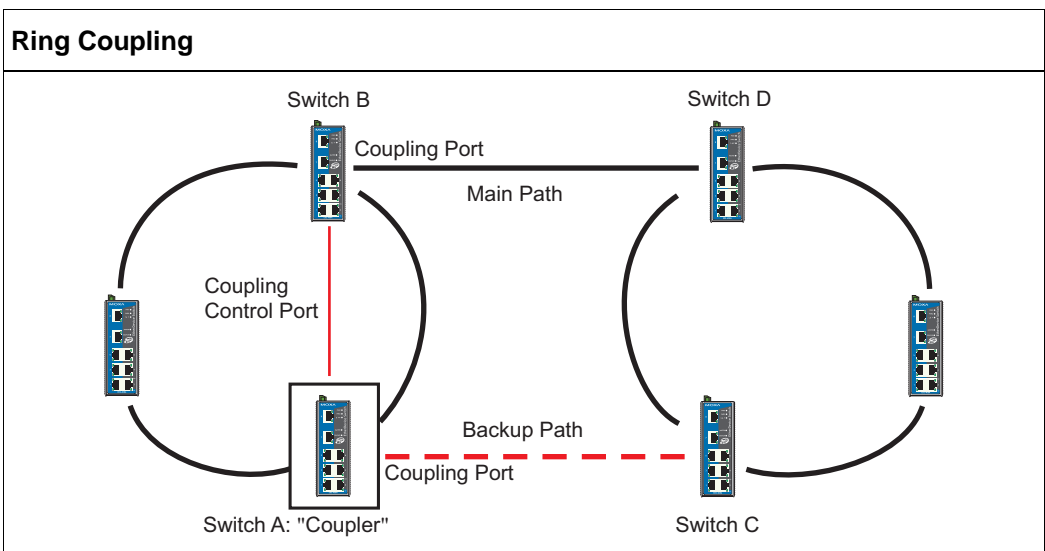 Ring Coupling
Switch B
Switch D
Coupling Port
Main Path
Coupling
Control Port
Backup Path
Coupling Port
Switch A: "Coupler"
Switch C